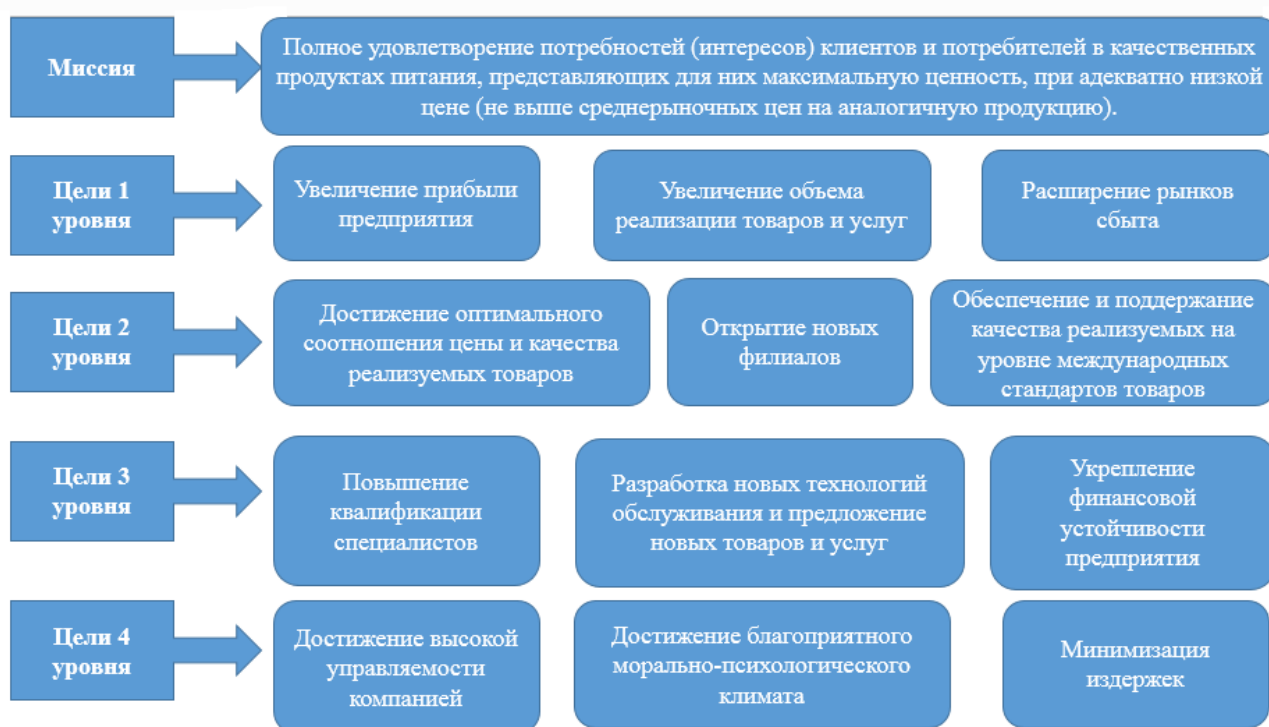 Миссия
Полное удовлетворение потребностей (интересов) клиентов и потребителей в качественных
продуктах питания, представляющих для них максимальную ценность, при адекватно низкой
цене (не выше среднерыночных цен на аналогичную продукцию).
Цели 1
уровня
Увеличение прибыли
предприятия
Увеличение объема
реализации товаров и услуг
Расширение рынков
сбыта
Цели 2
уровня
Достижение оптимального
соотношения цены и качества
реализуемых товаров
Открытие новых
филиалов
Обеспечение и поддержание
качества реализуемых на
уровне международных
стандартов товаров
Цели 3
уровня
Повышение
квалификации
специалистов
Разработка новых технологий
обслуживания и предложение
новых товаров и услуг
Укрепление
финансовой
устойчивости
предприятия
Цели 4
уровня
Достижение высокой
управляемости
компанией
Достижение благоприятного
морально-психологического
климата
Минимизация
издержек